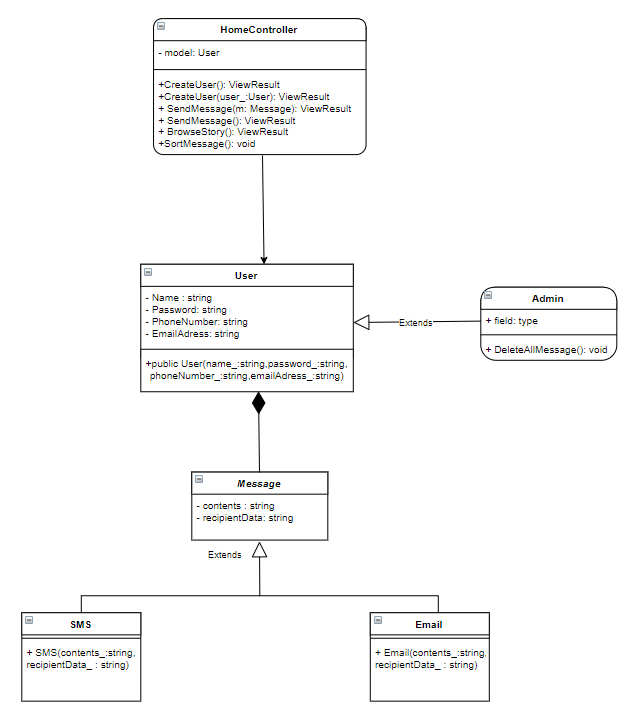 HomeController
- model: User
+CreateUser(): ViewResult
+CreateUser(user_:User): ViewResult
+ SendMessage(m: Message): ViewResult
+ SendMessage(): ViewResult
+ BrowseStory(): ViewResult
+SortMessage(): void
User
- Name : string
- Password: string
- PhoneNumber: string
- EmailAdress: string
+public User(name_:string,password_:string,
phoneNumber_:string,emailAdress_:string)
Extends
Admin
+ field: type
+ DeleteAllMessage(): void
Message
- contents : string
- recipientData: string
Extends
SMS
+ SMS(contents_:string,
recipientData_ : string)
Email
+ Email(contents_:string,
recipientData_ : string)